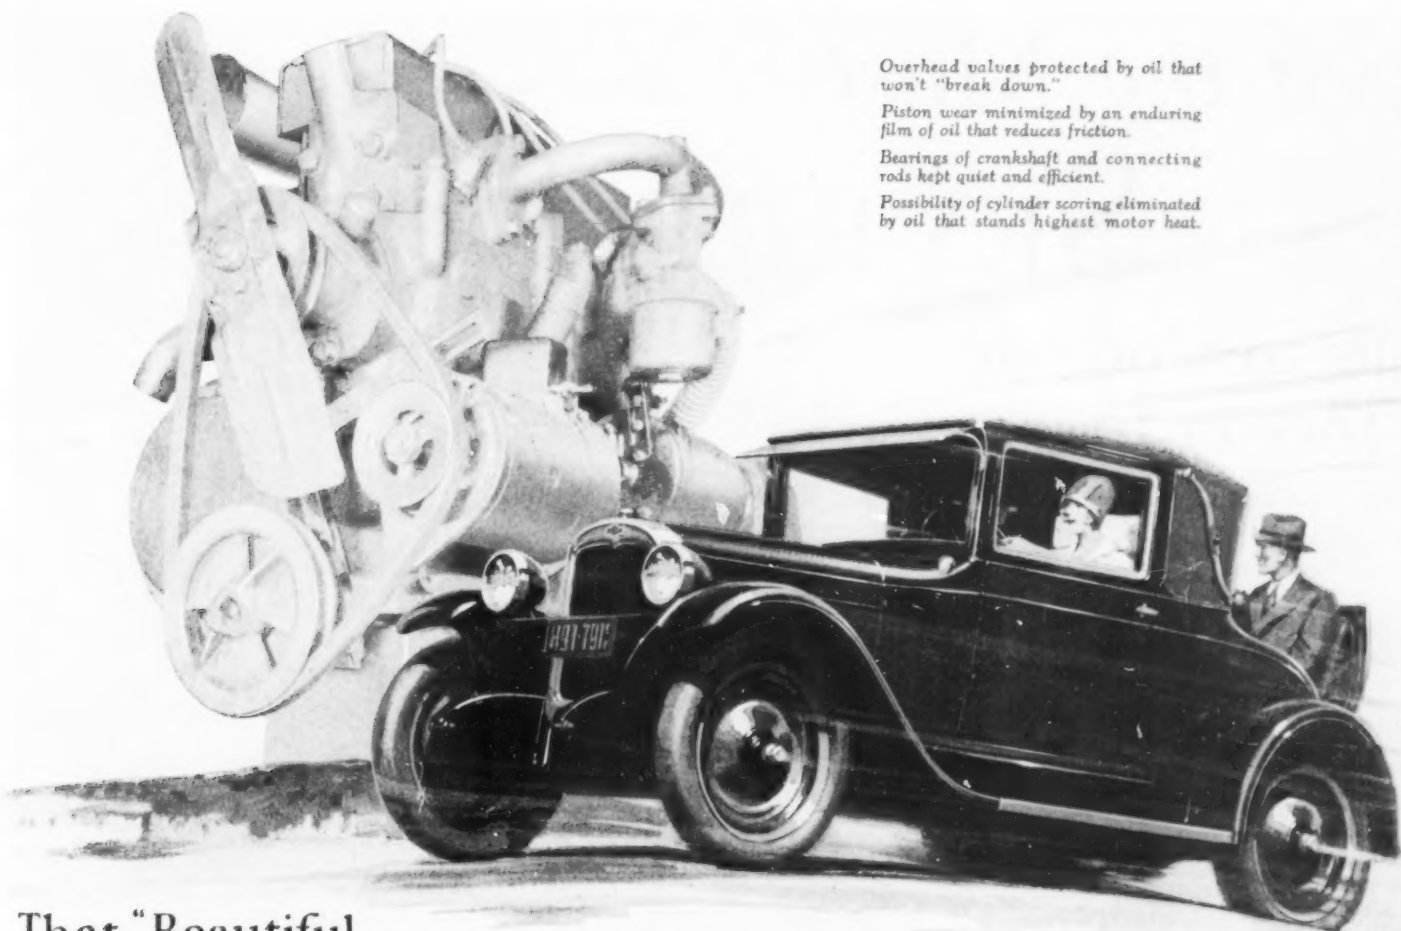 Overhead valves protected by oil that
won't "break down."
Piston wear minimized by an enduring
film of oil that reduces friction.
Bearings of crankshaft and connecting
rods kept quiet and efficient.
Possibility of cylinder scoring eliminated
by oil that stands highest motor heat.
That "Beautiful